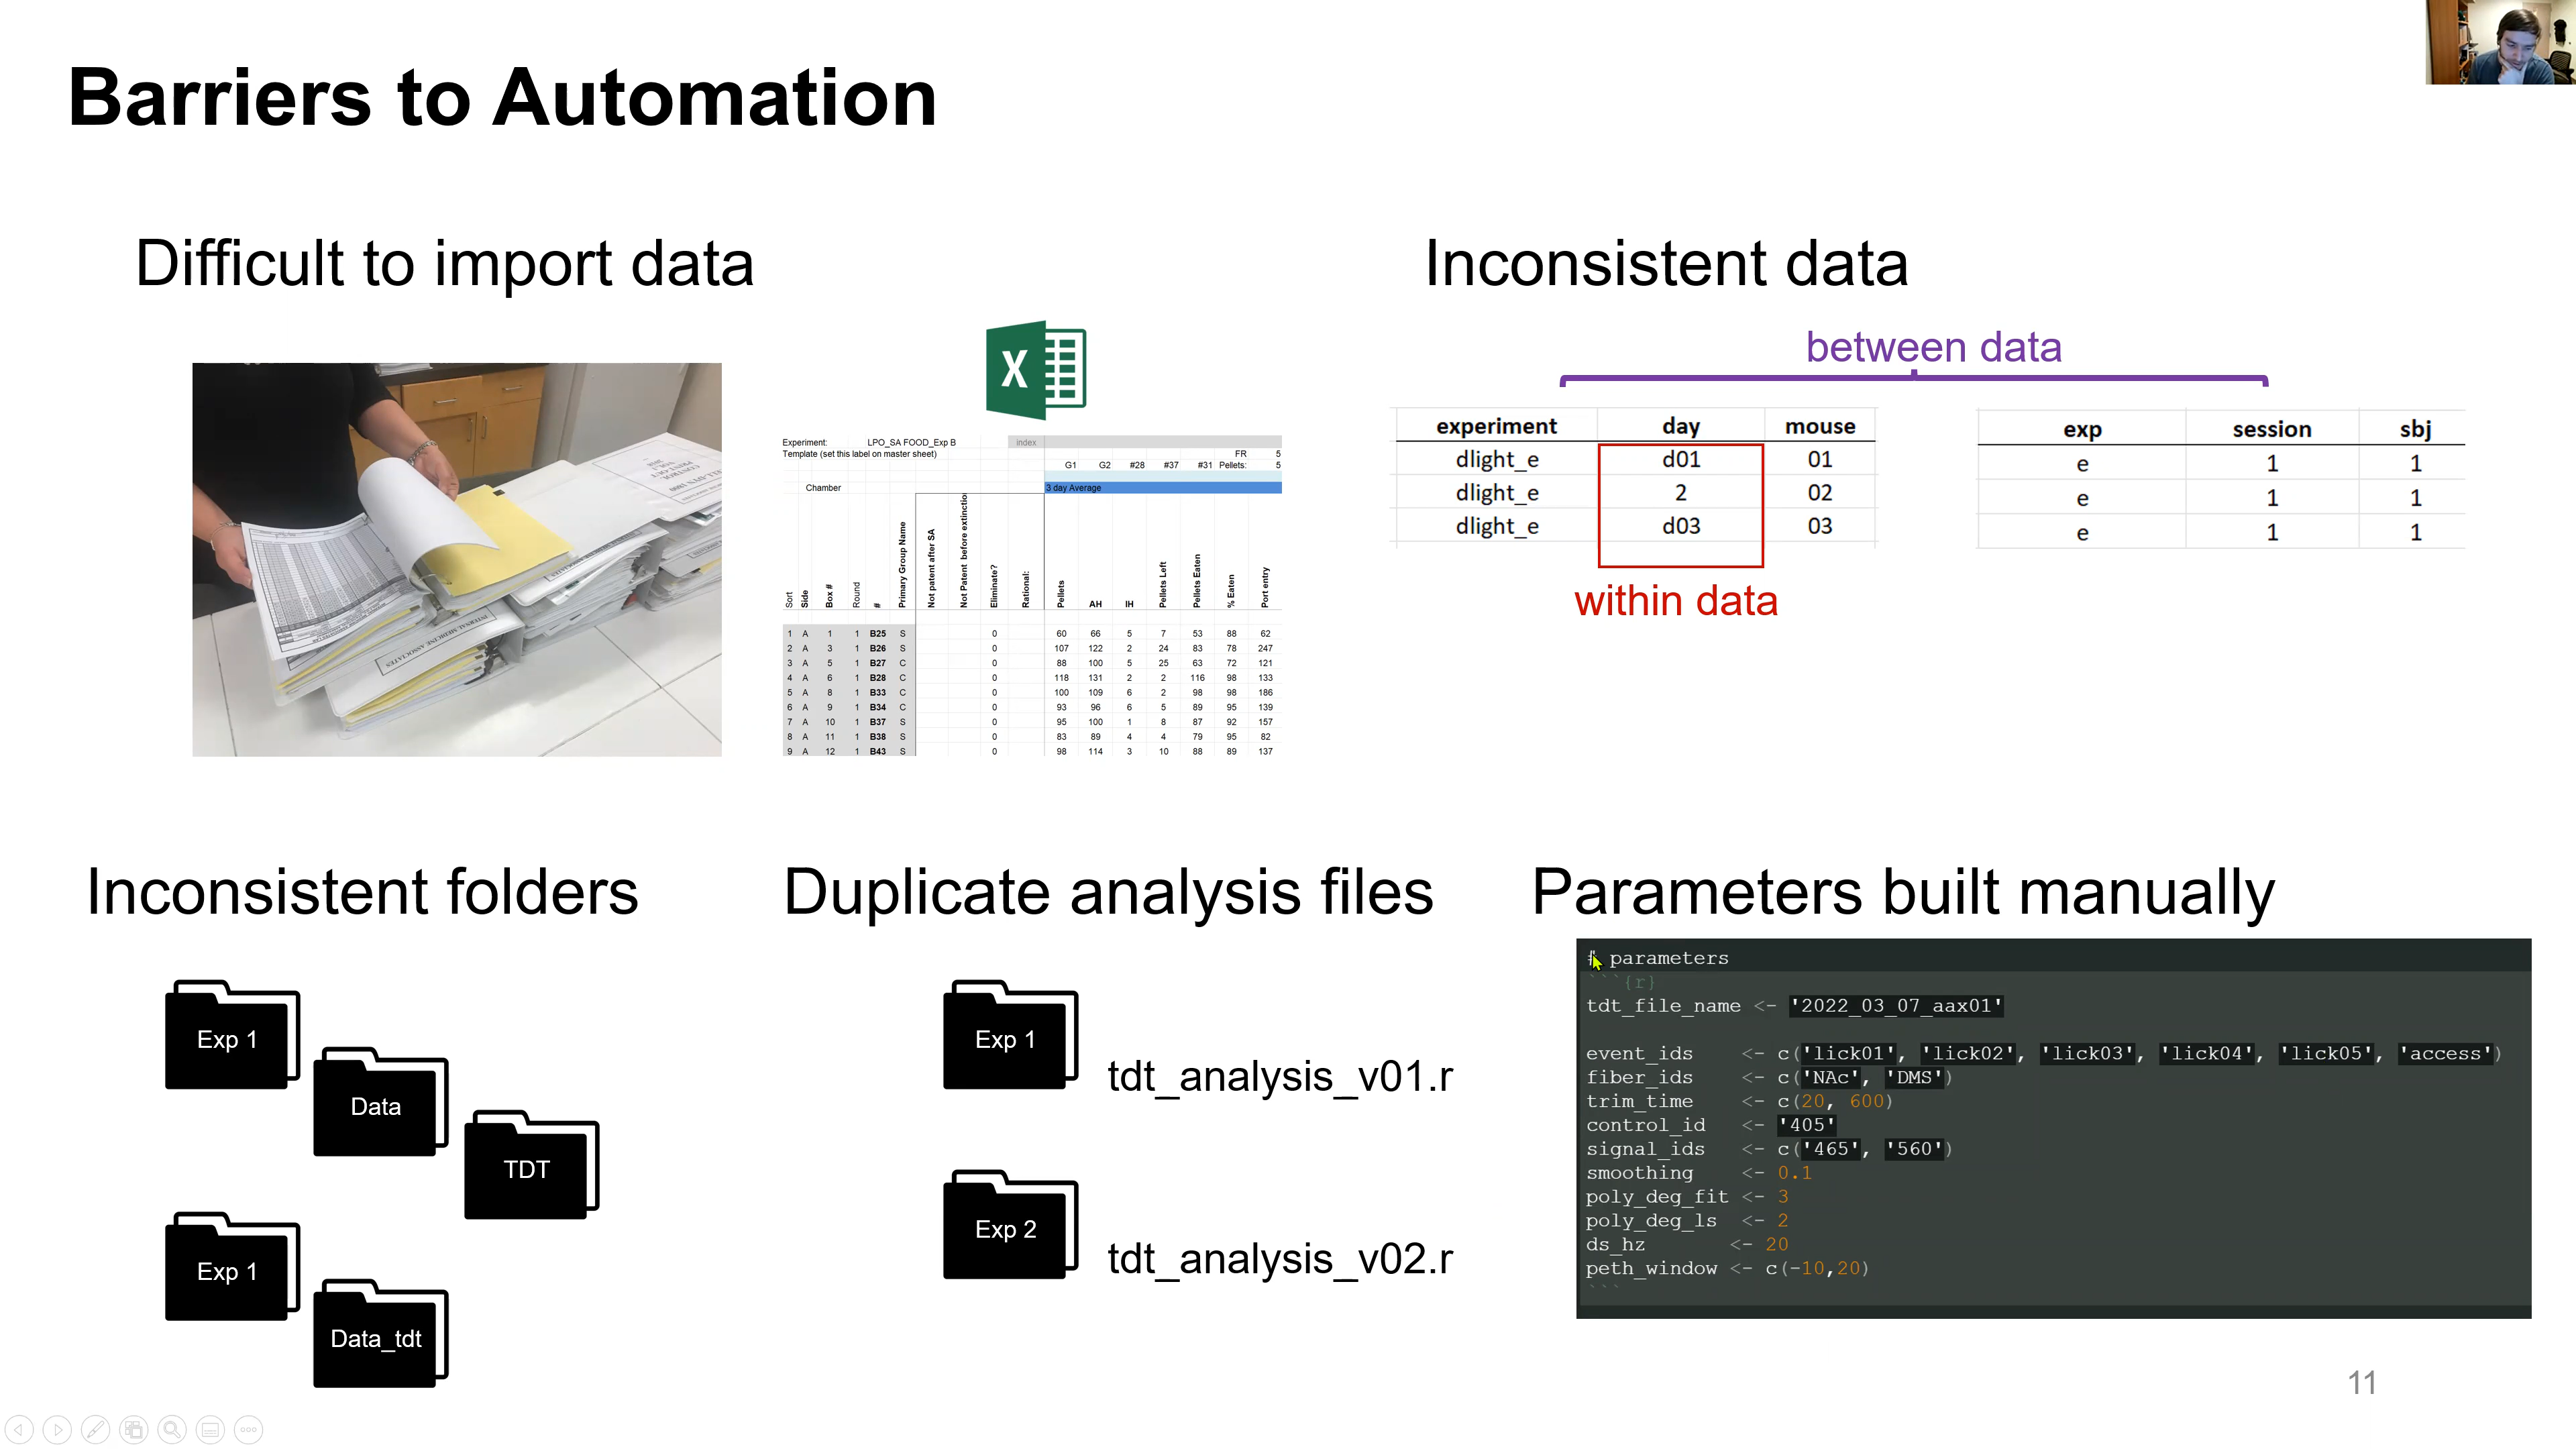 Barriers to Automation
Difficult to import data
X
Experiment: LPO_SA FOOD_Exp B index
Template (set this label on master sheet) FR 5
G1 G2 #28 #37 #31 Pellets: 5
Chamber 3 day Average
Sort Side Box # Round # Primary Group Name Not patent after SA Not Patent before extinctio Eliminate? Rational: Pellets AH IH Pellets Left Pellets Eaten % Eaten Port entry
1 A 1 1 B25 S 0 60 66 5 7 53 88 62
2 A 3 1 B26 S 0 107 122 2 24 83 78 247
3 A 5 1 B27 C 0 88 100 5 25 63 72 121
4 A 6 1 B28 C 0 118 131 2 2 116 98 133
5 A 8 1 B33 C 0 100 109 6 2 98 98 186
6 A 9 1 B34 C 0 93 96 6 5 89 95 139
7 A 10 1 B37 S 0 95 100 1 8 87 92 157
8 A 11 1 B38 S 0 83 89 4 4 79 95 82
9 A 12 1 B43 S 0 98 114 3 10 88 89 137
INTERNAL MEDICINE ASSOCIATES
Inconsistent data
between data
experiment day mouse
dlight_e d01 01
dlight_e 2 02
dlight_e d03 03
within data
exp session sbj
e 1 1
e 1 1
e 1 1
Inconsistent folders
Exp 1
Data
TDT
Exp 1
Data_tdt
Duplicate analysis files
Exp 1
tdt_analysis_v01.r
Exp 2
tdt_analysis_v02.r
Parameters built manually
# parameters
```{r}
tdt_file_name <- '2022_03_07_aax01'
event_ids <- c('lick01', 'lick02', 'lick03', 'lick04', 'lick05', 'access')
fiber_ids <- c('NAc', 'DMS')
trim_time <- c(20, 600)
control_id <- '405'
signal_ids <- c('465', '560')
smoothing <- 0.1
poly_deg_fit <- 3
poly_deg_ls <- 2
ds_hz <- 20
peth_window <- c(-10,20)
```
11